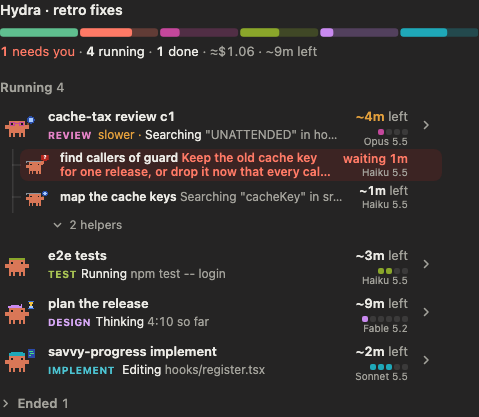 Hydra · retro fixes
1 needs you · 4 running · 1 done · ≈$1.06 · ~9m left
Running 4
cache-tax review c1
~4m left
REVIEW slower · Searching "UNATTENDED" in ho...
Opus 5.5
find callers of guard Keep the old cache key
waiting 1m
for one release, or drop it now that every cal...
Haiku 5.5
map the cache keys Searching "cacheKey" in sr...
~1m left
Haiku 5.5
2 helpers
e2e tests
~3m left
TEST Running npm test -- login
Haiku 5.5
plan the release
~9m left
DESIGN Thinking 4:10 so far
Fable 5.2
savvy-progress implement
~2m left
IMPLEMENT Editing hooks/register.tsx
Sonnet 5.5
Ended 1